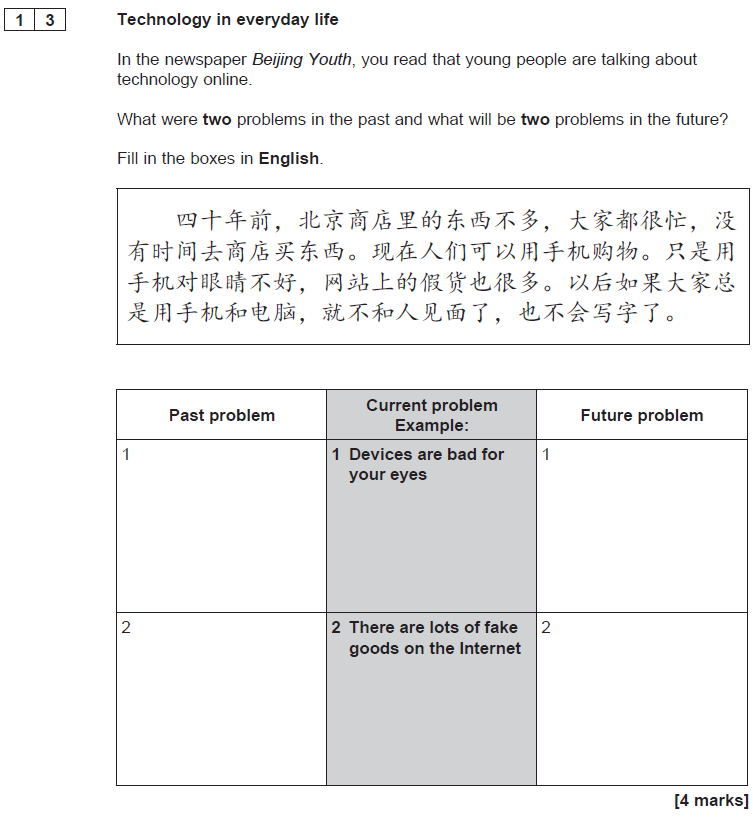 1 3 Technology in everyday life
In the newspaper Beijing Youth, you read that young people are talking about
technology online.
What were two problems in the past and what will be two problems in the future?
Fill in the boxes in English.
四十年前，北京商店里的东西不多，大家都很忙，没
有时间去商店买东西。现在人们可以用手机购物。只是用
手机对眼睛不好，网站上的假货也很多。以后如果大家总
是用手机和电脑，就不和人见面了，也不会写字了。
Past problem
Current problem
Example:
Future problem
1
1 Devices are bad for
your eyes
1
2
2 There are lots of fake
goods on the Internet
2
[4 marks]